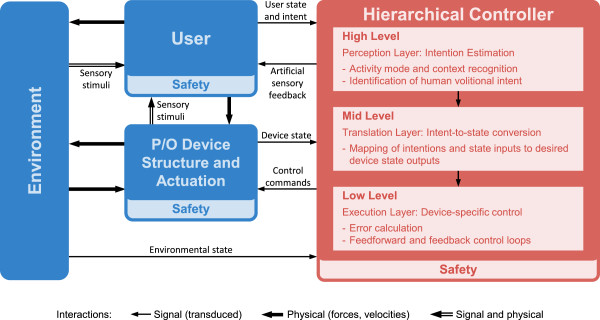 Environment
User
Safety
Sensory
stimuli
Sensory
stimuli
P/O Device
Structure and
Actuation
Safety
User state
and intent
Artificial
sensory
feedback
Device state
Control
commands
Environmental state
Hierarchical Controller
High Level
Perception Layer: Intention Estimation
- Activity mode and context recognition
- Identification of human volitional intent
Mid Level
Translation Layer: Intent-to-state conversion
- Mapping of intentions and state inputs to desired
device state outputs
Low Level
Execution Layer: Device-specific control
- Error calculation
- Feedforward and feedback control loops
Safety
Interactions: Signal (transduced) Physical (forces, velocities) Signal and physical